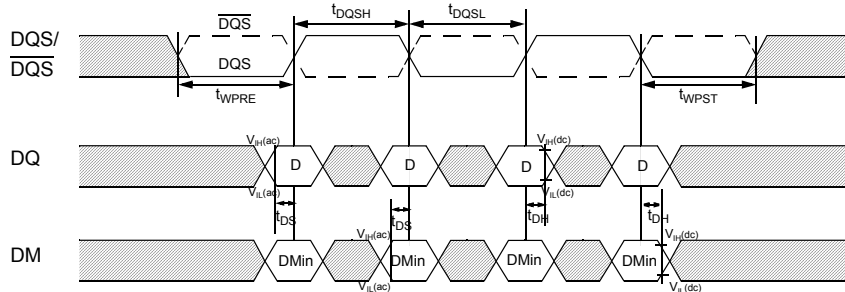 tDQSH tDQSL
DQS
DQS/
DQS
DQS
tWPRE tWPST
VIH(ac) VIH(dc)
DQ D D D D
VIL(ac) VIL(dc)
tDS tDS tDH tDH
VIH(ac) VIH(dc)
DM DMin DMin DMin DMin
VIL(ac) VIL(dc)